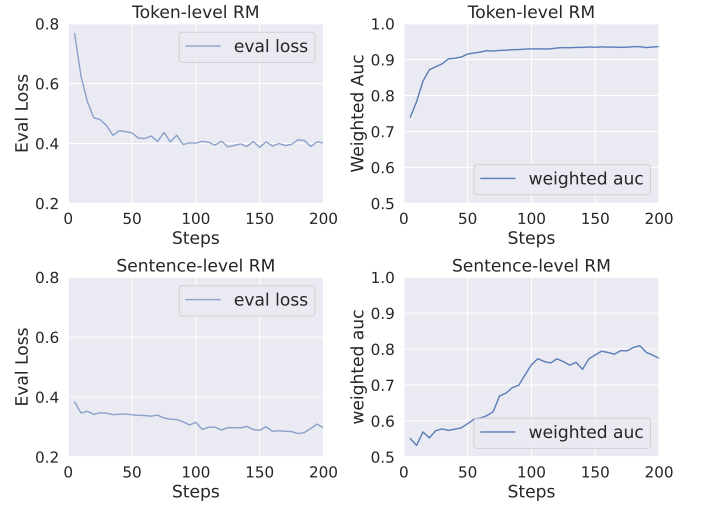 Token-level RM
0.8
0.6
0.4
0.2
Eval Loss
eval loss
0 50 100 150 200
Steps
Token-level RM
1.0
0.9
0.8
0.7
0.6
0.5
Weighted Auc
weighted auc
0 50 100 150 200
Steps
Sentence-level RM
0.8
0.6
0.4
0.2
Eval Loss
eval loss
0 50 100 150 200
Steps
Sentence-level RM
1.0
0.9
0.8
0.7
0.6
0.5
weighted auc
weighted auc
0 50 100 150 200
Steps